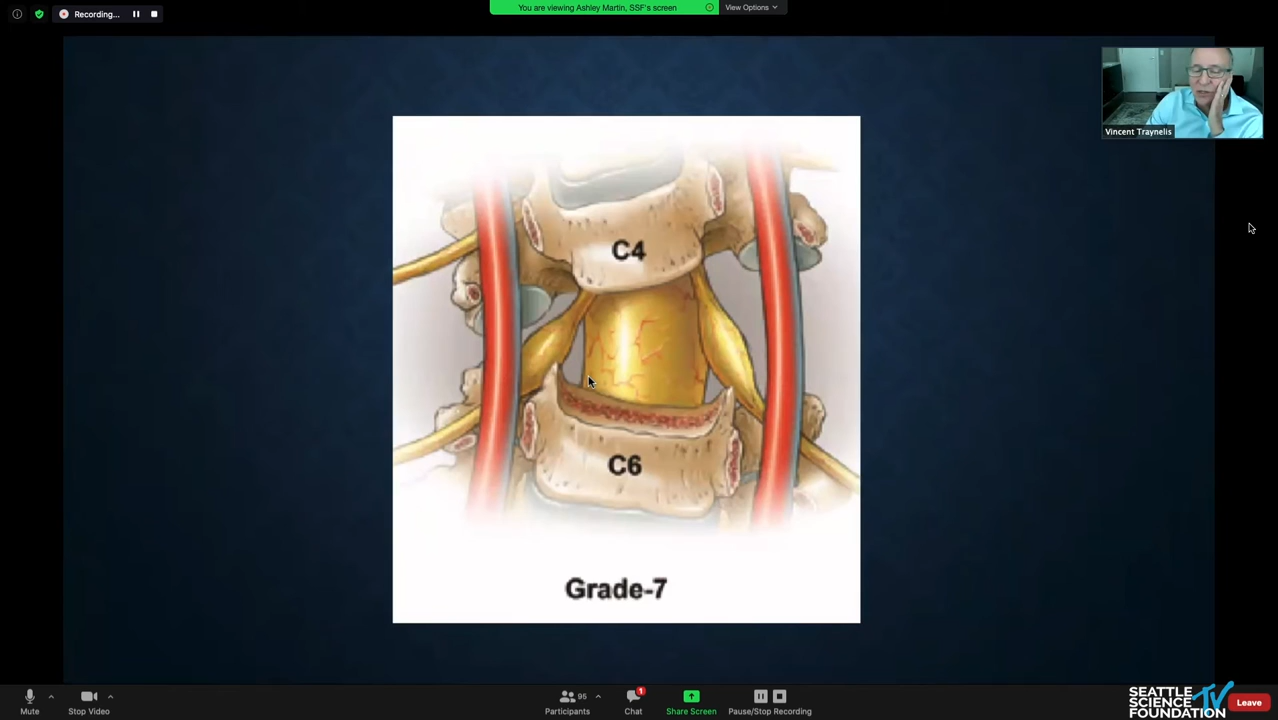 Recording...
You are viewing Ashley Martin, SSF's screen
View Options
Vincent Traynelis
C4
C6
Grade-7
Mute
Stop Video
95
Participants
1
Chat
Share Screen
Pause/Stop Recording
SEATTLE
SCIENCE
FOUNDATION
TV
Leave